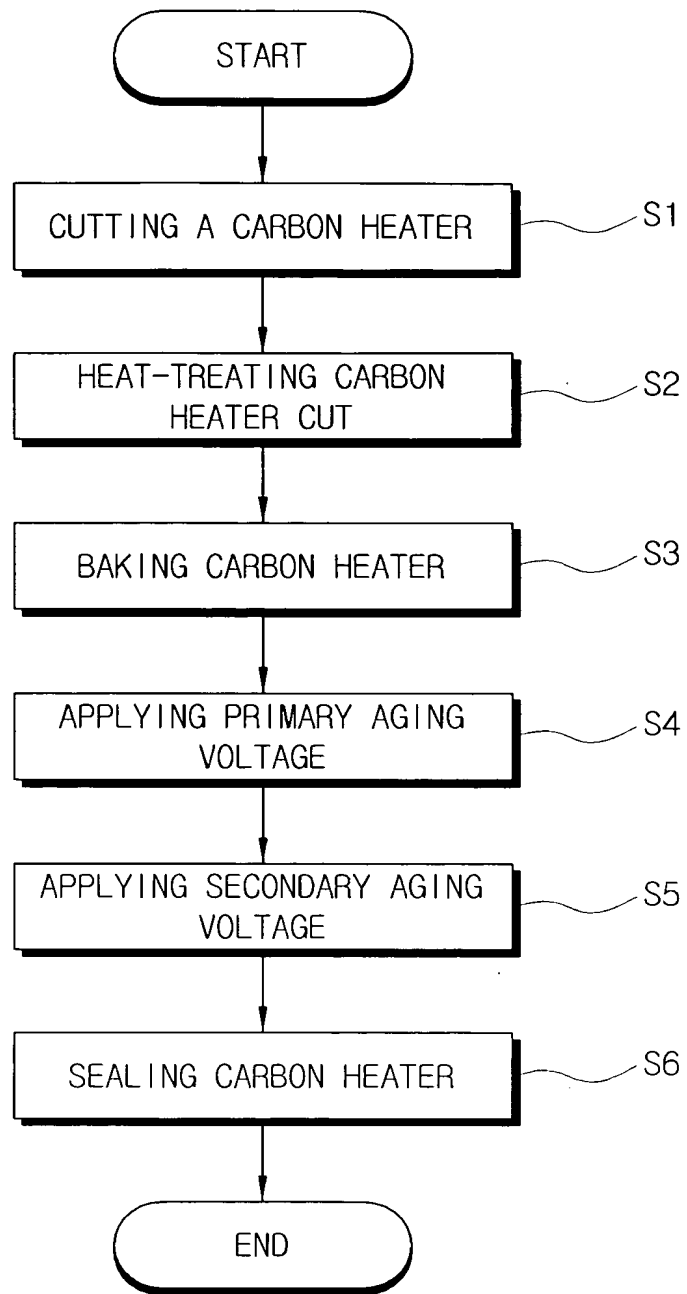 START
CUTTING A CARBON HEATER
S1
HEAT-TREATING CARBON
HEATER CUT
S2
BAKING CARBON HEATER
S3
APPLYING PRIMARY AGING
VOLTAGE
S4
APPLYING SECONDARY AGING
VOLTAGE
S5
SEALING CARBON HEATER
S6
END